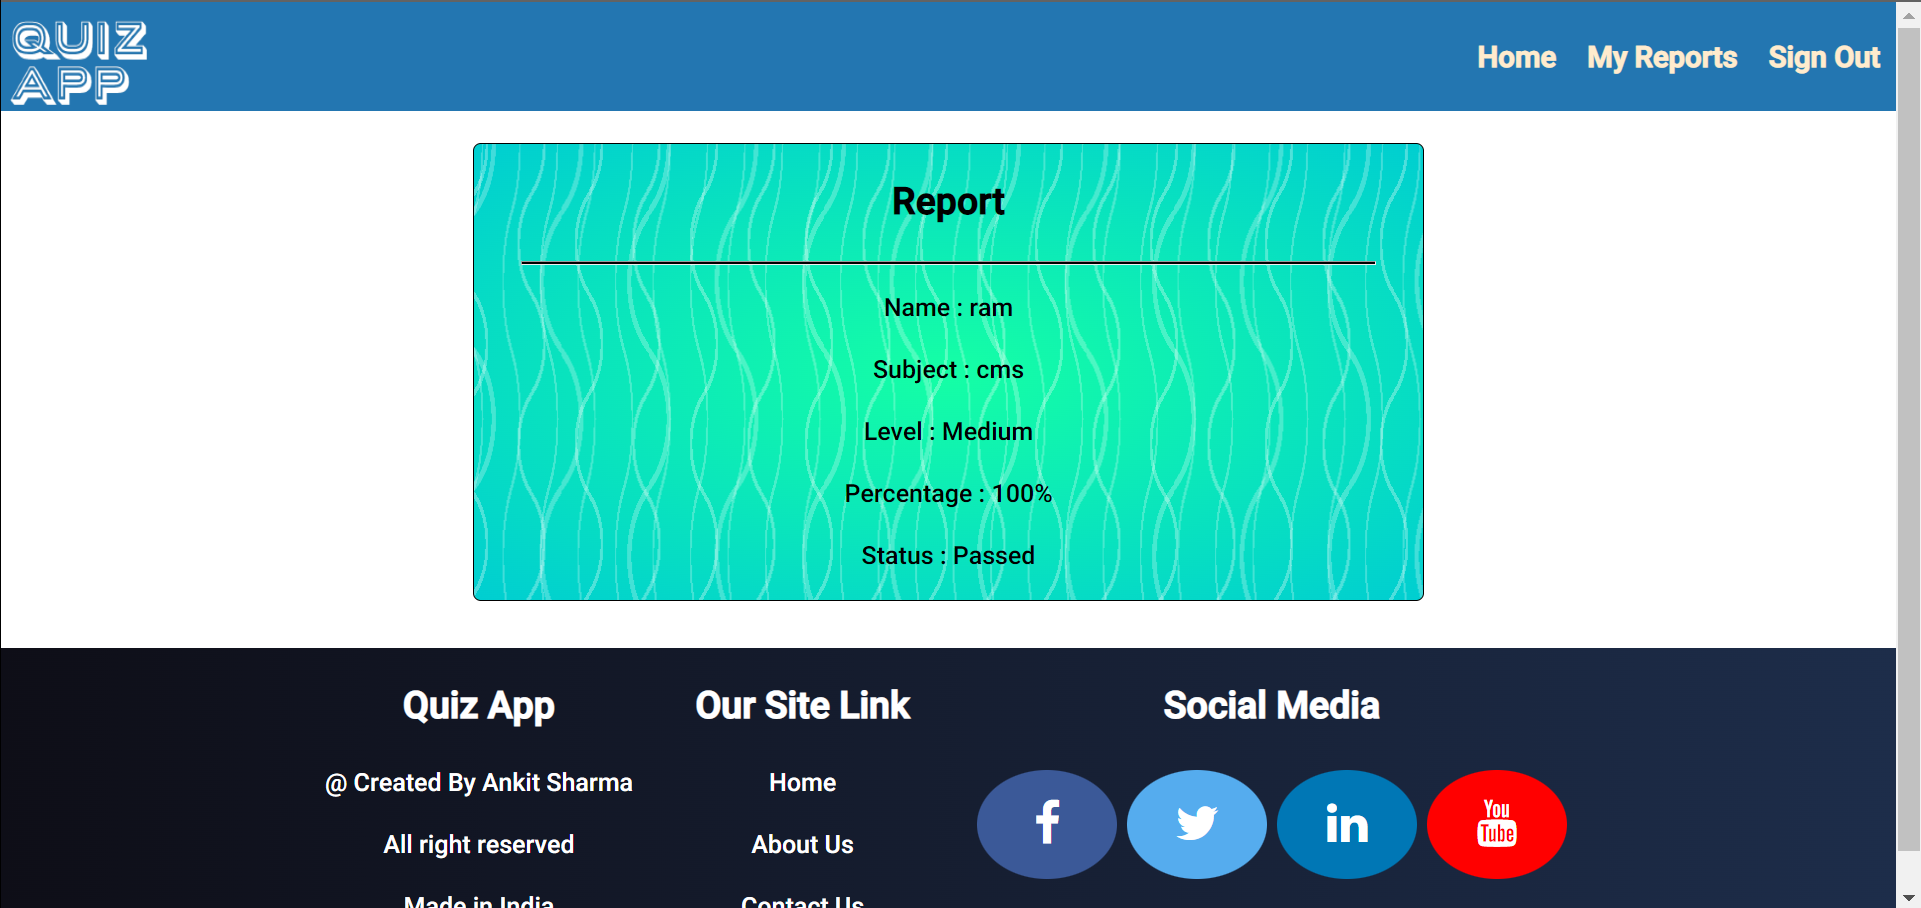 QUIZ
APP
Home
My Reports
Sign Out
Report
Name : ram
Subject : cms
Level : Medium
Percentage : 100%
Status : Passed
Quiz App
@ Created By Ankit Sharma
All right reserved
Made in India
Our Site Link
Home
About Us
Contact Us
Social Media
f
in
You
Tube